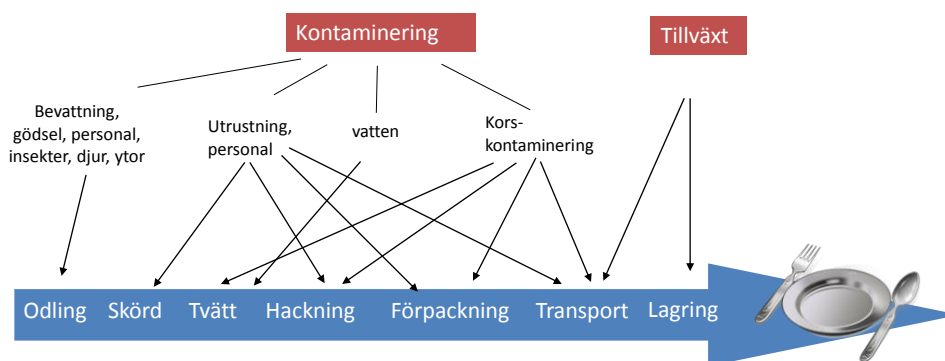 Kontaminering
Tillväxt
Bevattning,
gödsel, personal,
insekter, djur, ytor
Utrustning,
personal
vatten
Kors-
kontaminering
Odling
Skörd
Tvätt
Hackning
Förpackning
Transport
Lagring